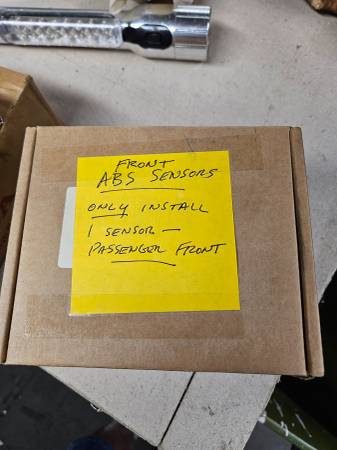 FRONT
ABS SENSORS
ONLY INSTALL
1 SENSOR —
PASSENGER FRONT